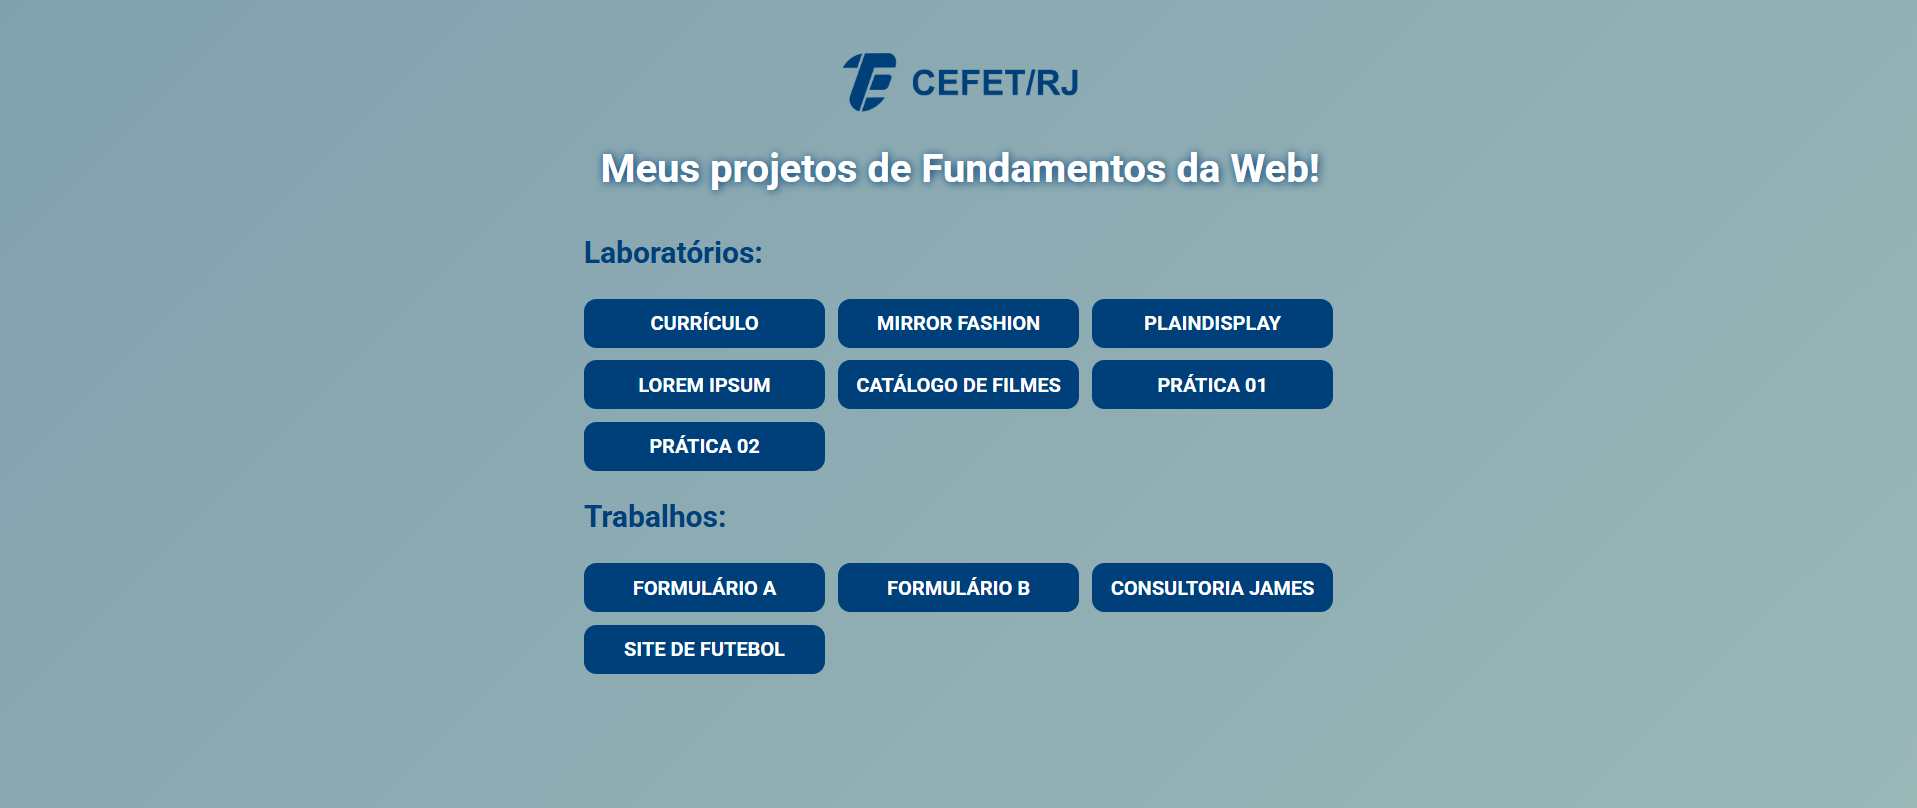 CEFET/RJ
Meus projetos de Fundamentos da Web!
Laboratórios:
CURRÍCULO MIRROR FASHION PLAINDISPLAY
LOREM IPSUM CATÁLOGO DE FILMES PRÁTICA 01
PRÁTICA 02
Trabalhos:
FORMULÁRIO A FORMULÁRIO B CONSULTORIA JAMES
SITE DE FUTEBOL